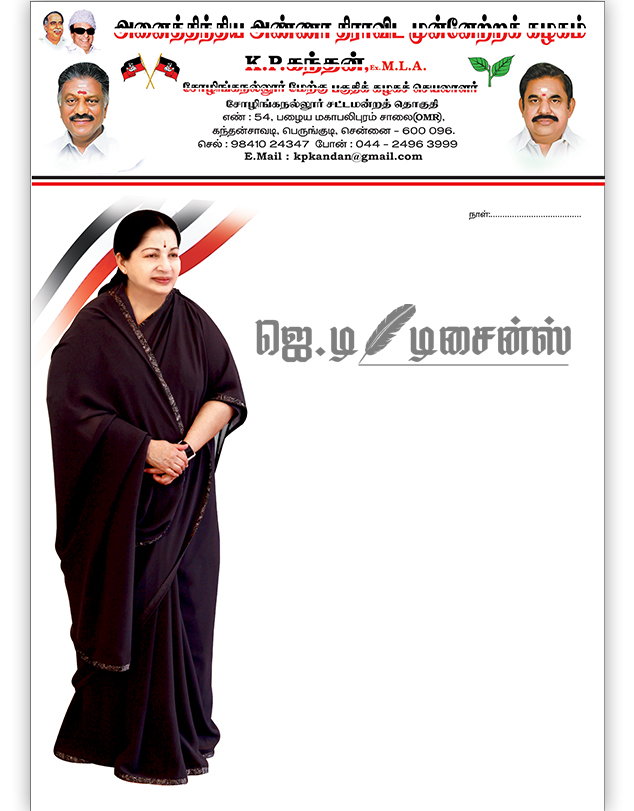 அனைத்திந்திய அண்ணா திராவிட முன்னேற்றக் கழகம்
K.P.கந்தன், Ex.M.L.A.
சோழிங்கநல்லூர் மேற்கு பகுதிக் கழகச் செயலாளர்
சோழிங்கநல்லூர் சட்டமன்றத் தொகுதி
எண் : 54, பழைய மகாபலிபுரம் சாலை(OMR),
கந்தன்சாவடி, பெருங்குடி, சென்னை - 600 096.
செல் : 98410 24347 போன் : 044 - 2496 3999
E.Mail : kpkandan@gmail.com
நாள்:.....................................
ஜெ.டி டிசைன்ஸ்